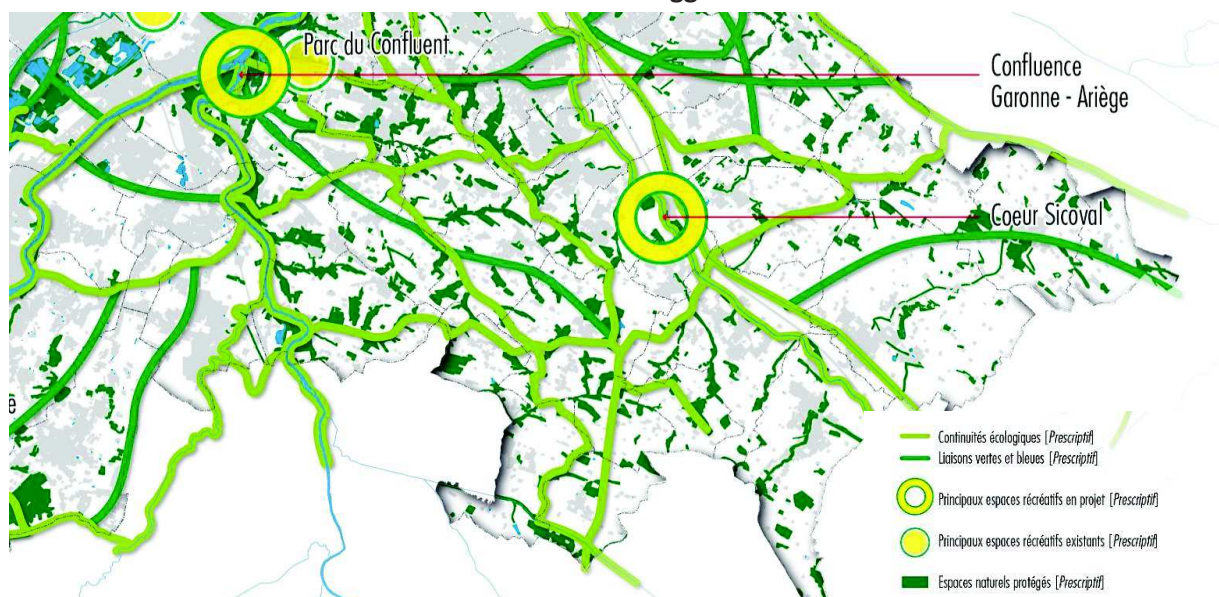 Parc du Confluent
Confluence
Garonne - Ariège
Coeur Sicoval
Continuités écologiques [Prescriptif]
Liaisons vertes et bleues [Prescriptif]
Principaux espaces récréatifs en projet [Prescriptif]
Principaux espaces récréatifs existants [Prescriptif]
Espaces naturels protégés [Prescriptif]